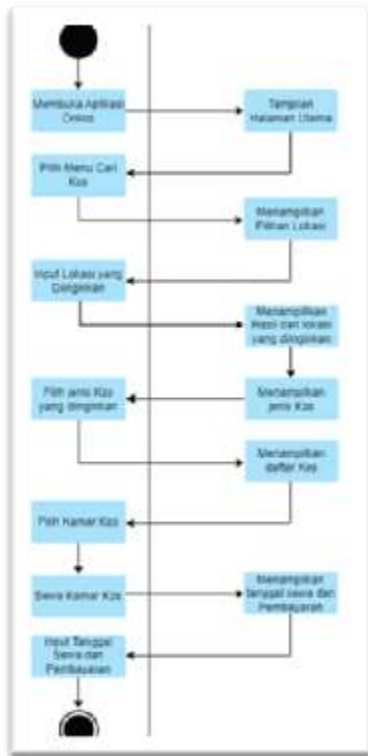 Membuka Aplikasi
Tampilan
Halaman Utama
Pilih Menu Cari
Kos
Menampilkan
Pilihan Lokasi
Input Lokasi yang
Diinginkan
Menampilkan
Hasil dari lokasi
yang diinginkan
Menampilkan
jenis Kos
Pilih jenis Kos
yang diinginkan
Menampilkan
daftar Kos
Pilih Kamar Kos
Sewa Kamar Kos
Menampilkan
tanggal sewa dan
Pembayaran
Input Tanggal
Sewa dan
Pembayaran